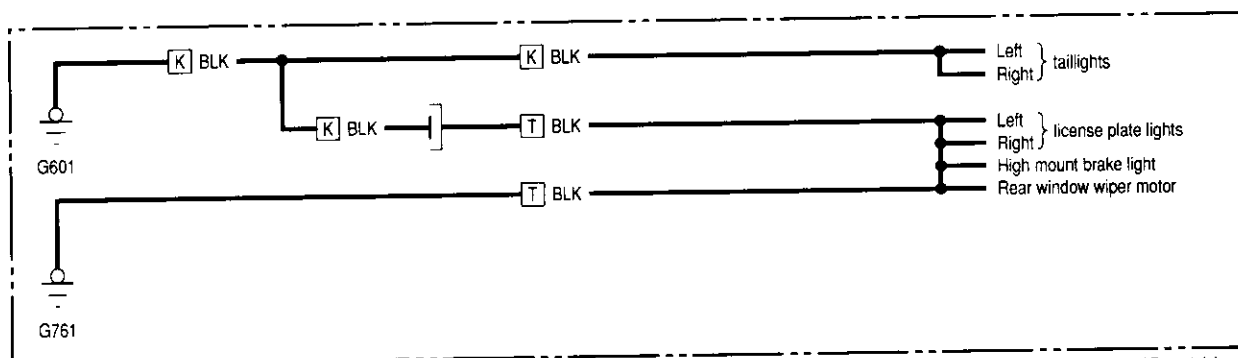 K BLK K BLK Left
Right } taillights
K BLK T BLK Left
Right } license plate lights
G601
High mount brake light
T BLK Rear window wiper motor
G761